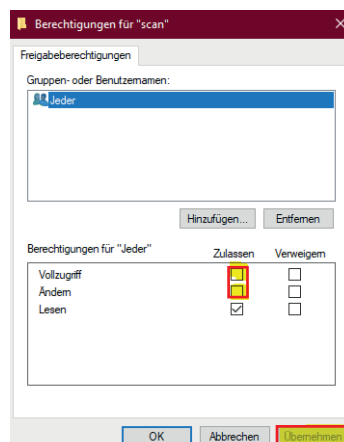 Berechtigungen für "scan"
Freigabeberechtigungen
Gruppen- oder Benutzernamen:
Jeder
Hinzufügen... Entfernen
Berechtigungen für "Jeder" Zulassen Verweigern
Vollzugriff
Ändern
Lesen
OK Abbrechen Übernehmen